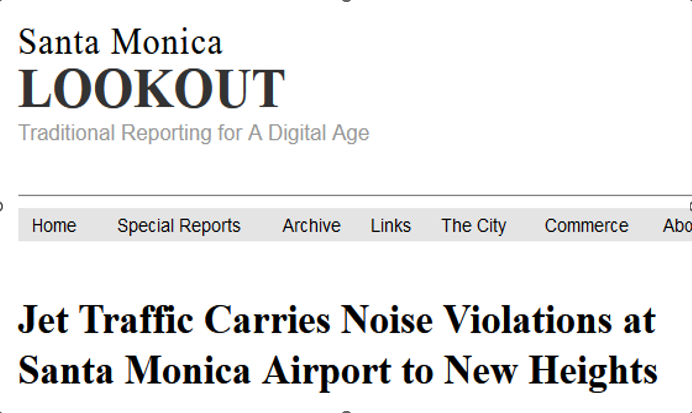 Santa Monica
LOOKOUT
Traditional Reporting for A Digital Age
Home Special Reports Archive Links The City Commerce Abo
Jet Traffic Carries Noise Violations at
Santa Monica Airport to New Heights